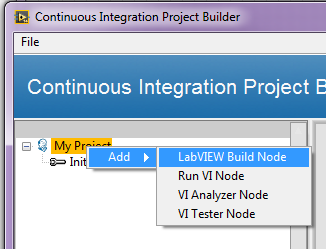 Continuous Integration Project Builder
File
Continuous Integration Project B
My Project
Init
Add
LabVIEW Build Node
Run VI Node
VI Analyzer Node
VI Tester Node